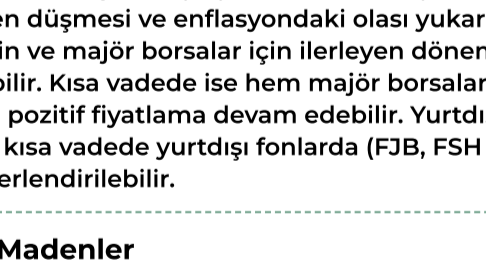 en düşmesi ve enflasyondaki olası yukar
in ve majör borsalar için ilerleyen dönem
bilir. Kısa vadede ise hem majör borsalar
pozitif fiyatlama devam edebilir. Yurtdı
kısa vadede yurtdışı fonlarda (FJB, FSH
erlendirilebilir.
Madenler